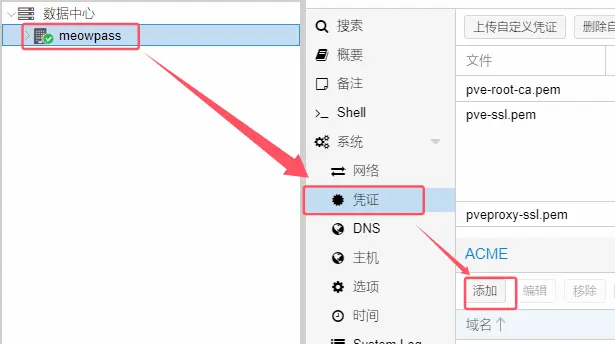 数据中心
meowpass
搜索
概要
备注
Shell
系统
网络
凭证
DNS
主机
选项
时间
System Log
上传自定义凭证
删除自
文件
pve-root-ca.pem
pve-ssl.pem
pveproxy-ssl.pem
ACME
添加
编辑
移除
域名↑